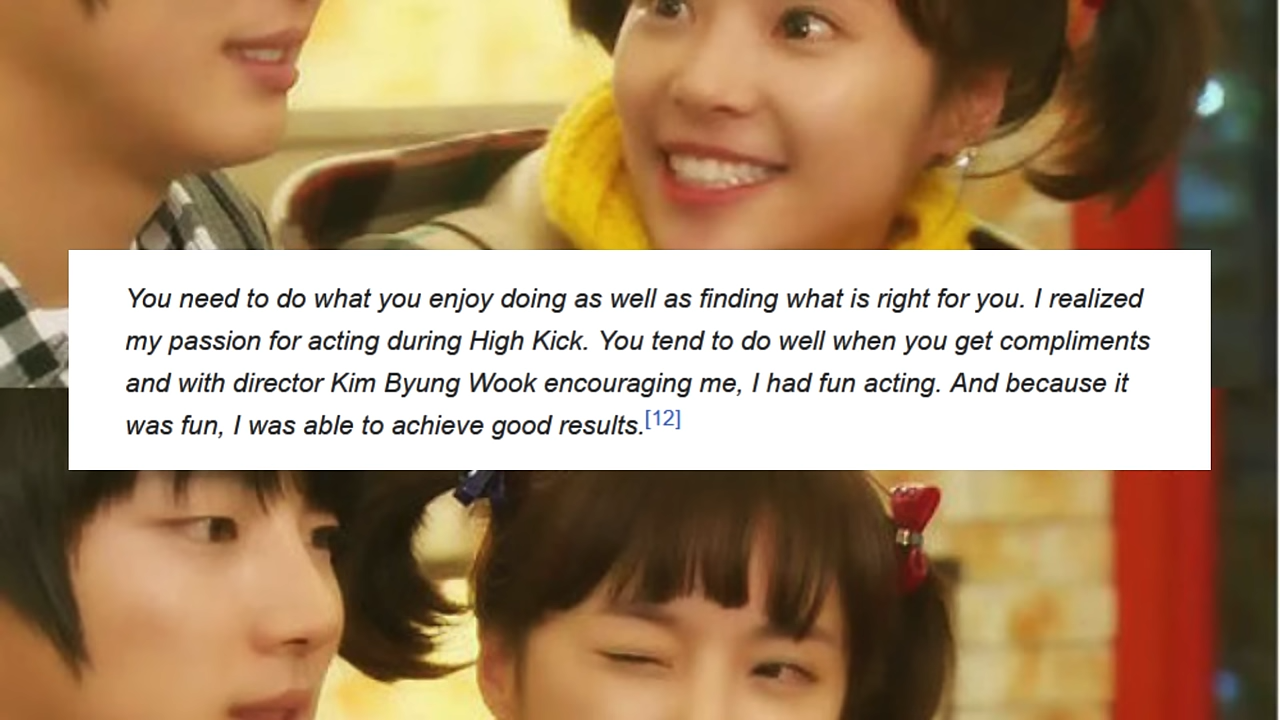 You need to do what you enjoy doing as well as finding what is right for you. I realized
my passion for acting during High Kick. You tend to do well when you get compliments
and with director Kim Byung Wook encouraging me, I had fun acting. And because it
was fun, I was able to achieve good results.[12]